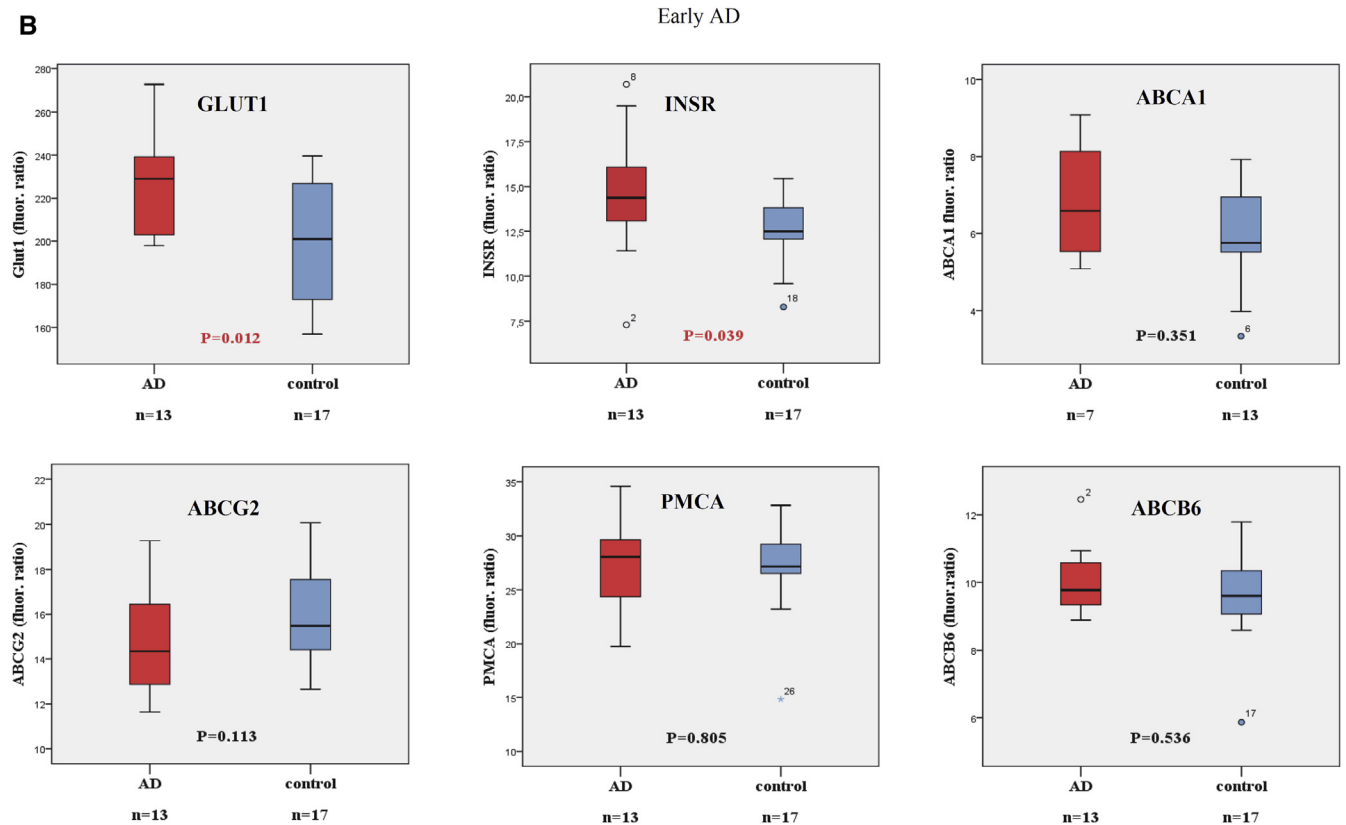 B
Early AD
GLUT1
Glut1 (fluor. ratio)
280
260
240
220
200
180
160
P=0.012
AD
control
n=13
n=17
INSR
INSR (fluor. ratio)
20,0
17,5
15,0
12,5
10,0
7,5
8
2
18
P=0.039
AD
control
n=13
n=17
ABCA1
ABCA1 fluor. ratio
10
8
6
4
6
P=0.351
AD
control
n=7
n=13
ABCG2
ABCG2 (fluor. ratio)
22
20
18
16
14
12
10
P=0.113
AD
control
n=13
n=17
PMCA
PMCA (fluor. ratio)
35
30
25
20
15
10
26
P=0.805
AD
control
n=13
n=17
ABCB6
ABCB6 (fluor.ratio)
12
10
8
6
2
17
P=0.536
AD
control
n=13
n=17